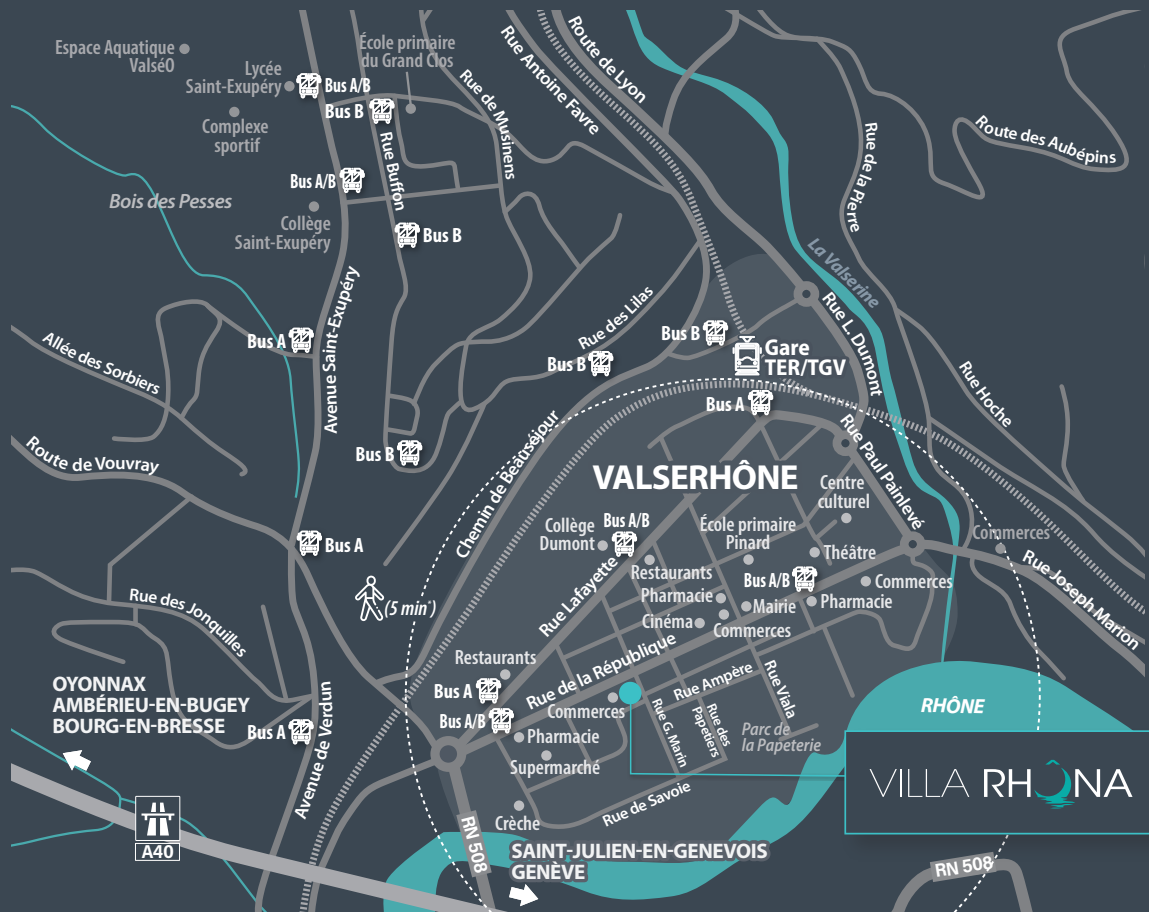 Espace Aquatique
ValséO
Lycée
Saint-Exupéry
Bus A/B
École primaire
du Grand Clos
Bus B
Complexe
sportif
Rue de Musinens
Rue Antoine Favre
Route de Lyon
Rue de la Pierre
Route des Aubépins
Rue Buffon
Bus A/B
Bois des Pesses
Collège
Saint-Exupéry
Bus B
La Valserine
Avenue Saint-Exupéry
Bus A
Allée des Sorbiers
Rue des Lilas
Bus B
Bus B
Gare
TER/TGV
Rue L. Dumont
Rue Hoche
Bus A
Route de Vouvray
Bus B
Chemin de Beauséjour
Rue Paul Painlevé
VALSERHÔNE
Centre
culturel
Collège
Dumont
Bus A/B
École primaire
Pinard
Théâtre
Commerces
Rue Joseph Marion
Bus A
(5 min*)
Rue Lafayette
Restaurants
Pharmacie
Cinéma
Bus A/B
Mairie
Commerces
Commerces
Pharmacie
Rue des Jonquilles
Restaurants
Rue de la République
Rue Ampère
Rue Viala
Bus A
Bus A/B
Commerces
Rue G. Marin
Rue des
Papetiers
Parc de
la Papeterie
RHÔNE
OYONNAX
AMBÉRIEU-EN-BUGEY
BOURG-EN-BRESSE
Bus A
Avenue de Verdun
Pharmacie
Supermarché
Rue de Savoie
VILLA RHÔNA
Crèche
A40
RN 508
SAINT-JULIEN-EN-GENEVOIS
GENÈVE
RN 508